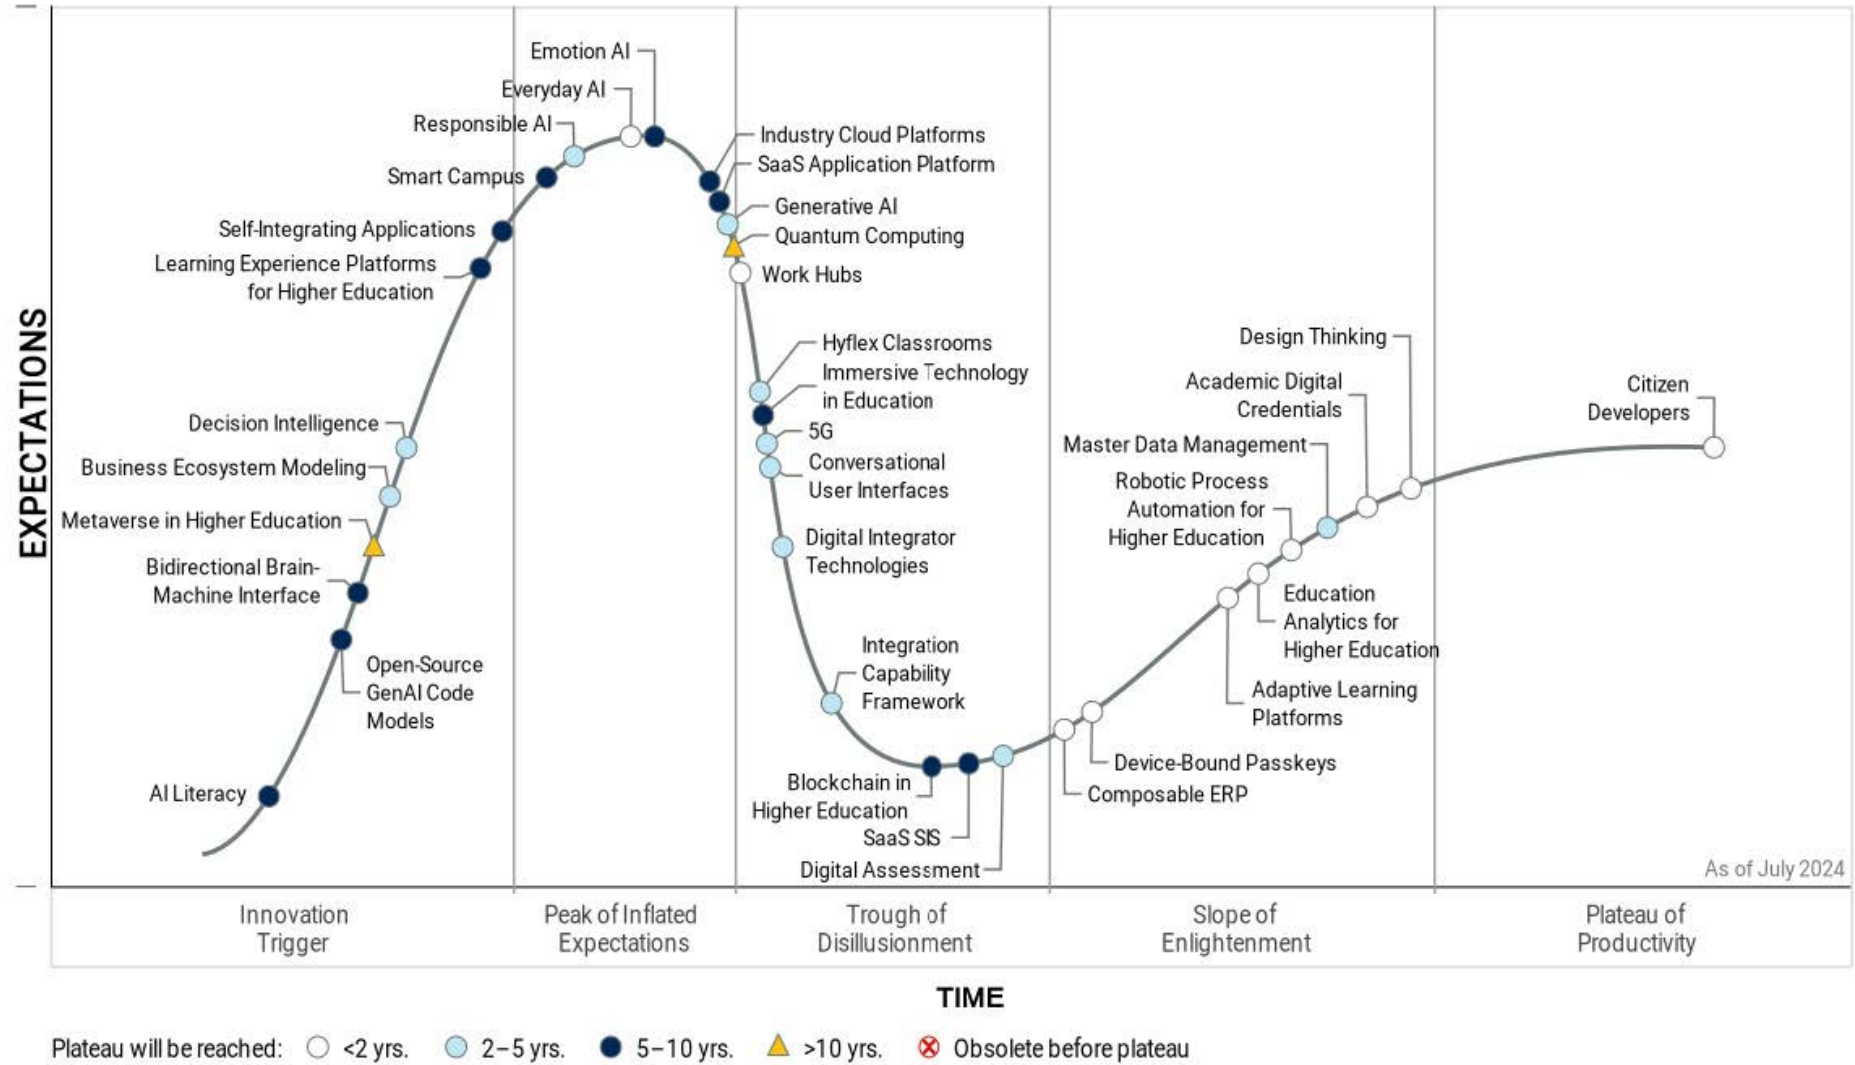 EXPECTATIONS
Emotion AI
Everyday AI
Responsible AI
Smart Campus
Self-Integrating Applications
Learning Experience Platforms
for Higher Education
Decision Intelligence
Business Ecosystem Modeling
Metaverse in Higher Education
Bidirectional Brain-
Machine Interface
Open-Source
GenAI Code
Models
AI Literacy
Industry Cloud Platforms
SaaS Application Platform
Generative AI
Quantum Computing
Work Hubs
Hyflex Classrooms
Immersive Technology
in Education
5G
Conversational
User Interfaces
Digital Integrator
Technologies
Integration
Capability
Framework
Blockchain in
Higher Education
SaaS SIS
Digital Assessment
Design Thinking
Academic Digital
Credentials
Master Data Management
Robotic Process
Automation for
Higher Education
Education
Analytics for
Higher Education
Adaptive Learning
Platforms
Device-Bound Passkeys
Composable ERP
Citizen
Developers
As of July 2024
Innovation
Trigger
Peak of Inflated
Expectations
Trough of
Disillusionment
Slope of
Enlightenment
Plateau of
Productivity
TIME
Plateau will be reached: <2 yrs. 2–5 yrs. 5–10 yrs. >10 yrs. Obsolete before plateau